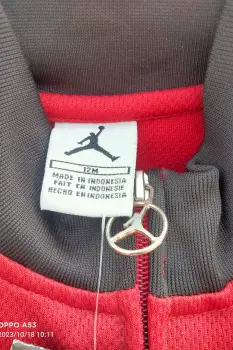 12M
MADE IN INDONESIA
FAIT EN INDONESIE
HECHO EN INDONESIA
OPPO A53
2023/10/18 10:11